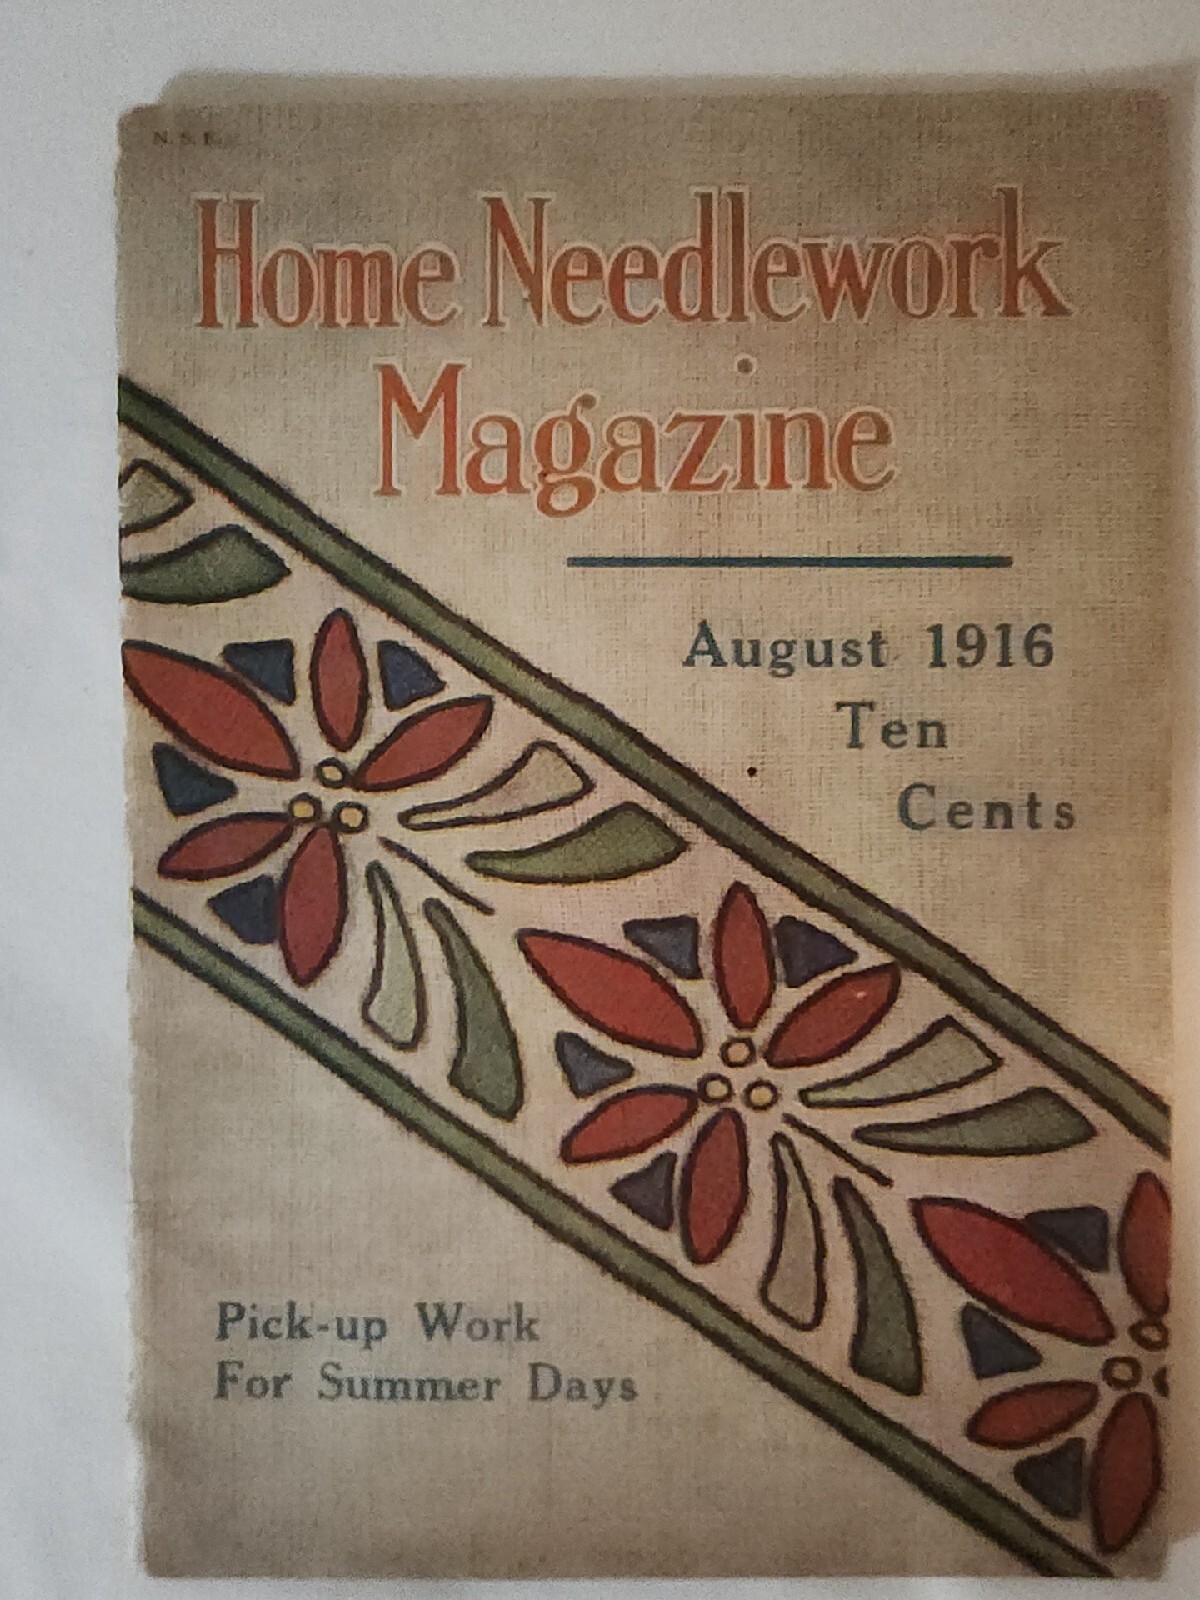 Home Needlework
Magazine
August 1916
Ten
Cents
Pick-up Work
For Summer Days